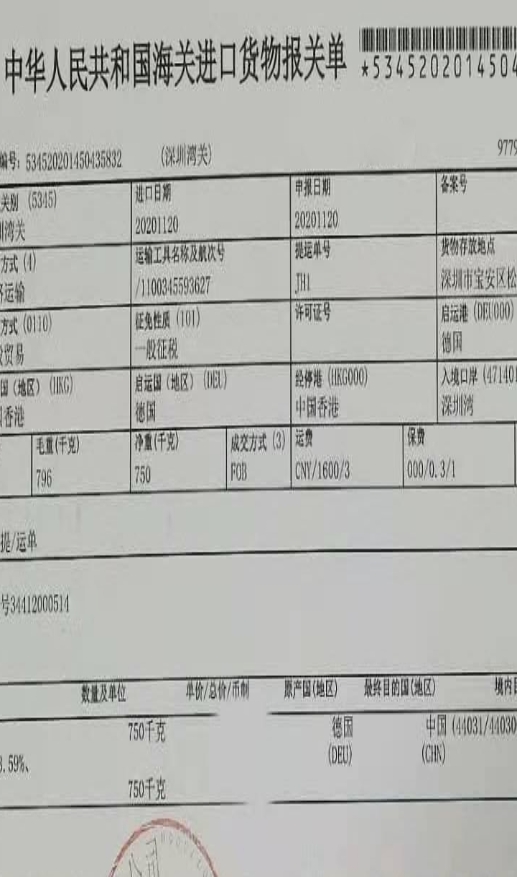 中华人民共和国海关进口货物报关单
*5345202014504
编号: 534520201450435832 (深圳湾关)
9779
关别 (5345) 进口日期 申报日期 备案号
圳湾关 20201120 20201120
方式 (4) 运输工具名称及航次号 提运单号 货物存放地点
运输 /1100345593627 JH1 深圳市宝安区松
方式 (0110) 征免性质 (101) 许可证号 启运港 (DEU000)
贸易 一般征税 德国
国 (地区) (HKG) 启运国 (地区) (DEU) 经停港 (HKG000) 入境口岸 (471401
香港 德国 中国香港 深圳湾
毛重(千克) 净重(千克) 成交方式 (3) 运费 保费
796 750 FOB CNY/1600/3 000/0.3/1
提/运单
号34412000514
数量及单位 单价/总价/币制 原产国(地区) 最终目的国(地区) 境内目
750千克 德国 中国 (44031/44030
3.59%、 (DEU) (CHN)
750千克
公司